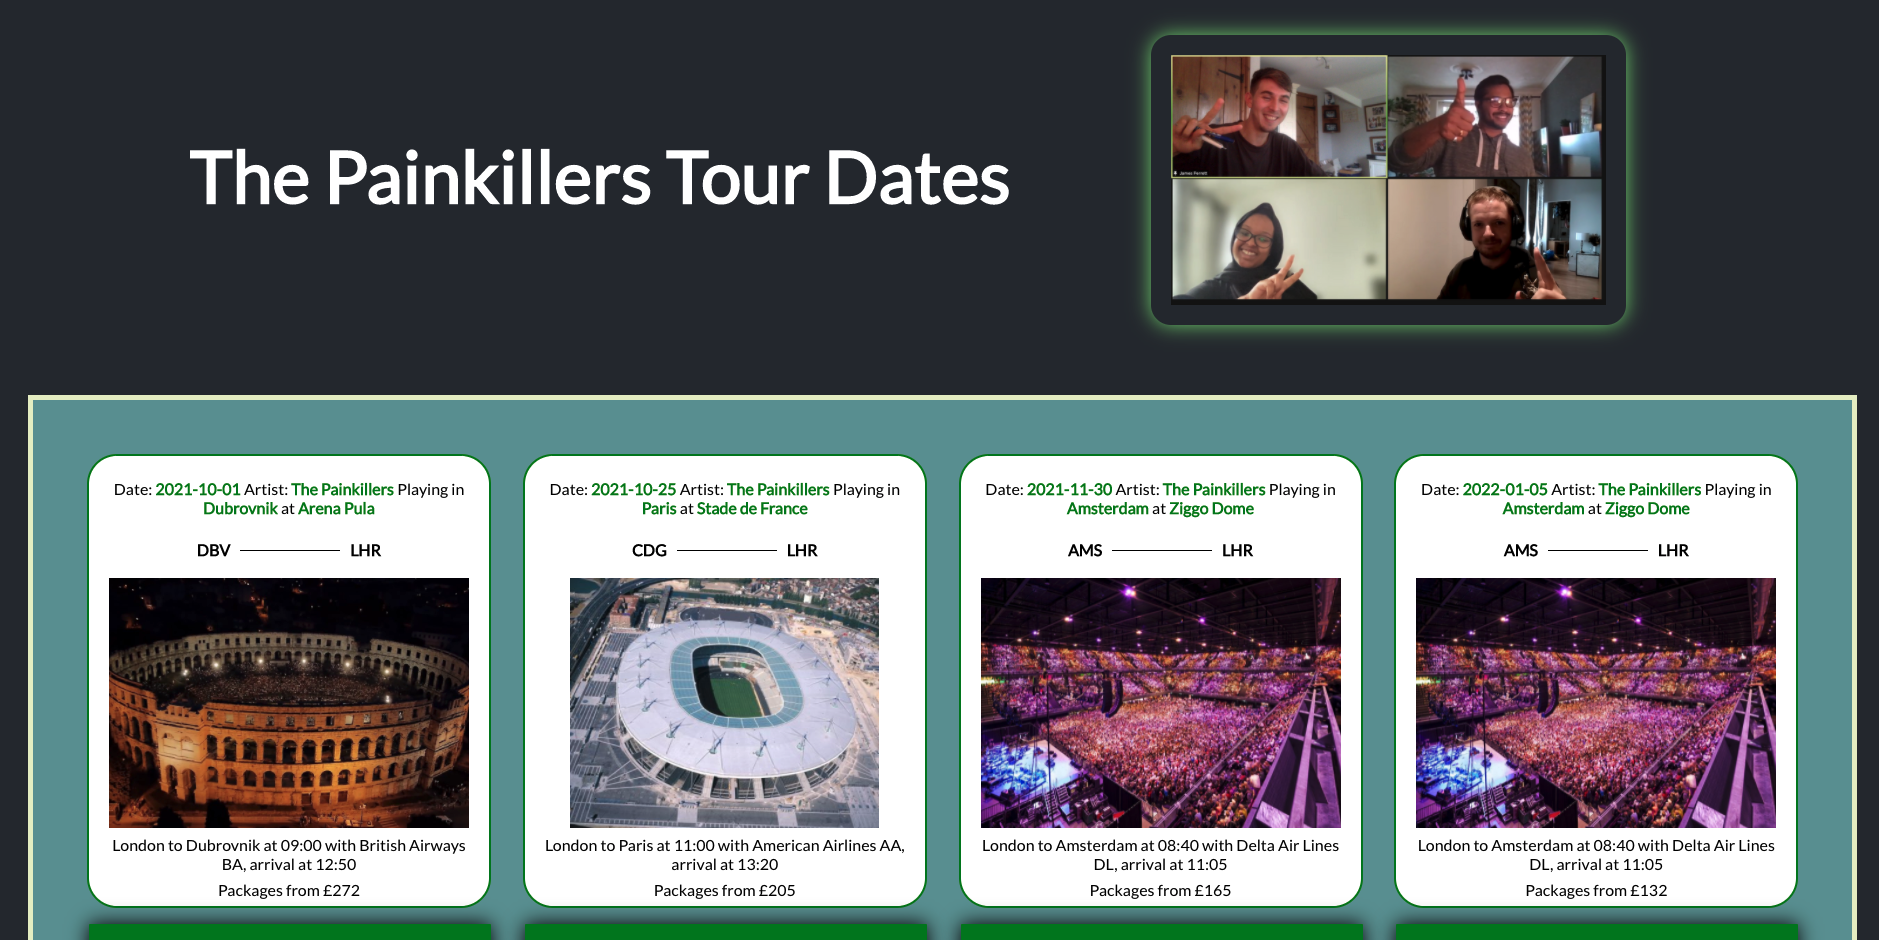 The Painkillers Tour Dates
James Ferrett
Date: 2021-10-01 Artist: The Painkillers Playing in
Dubrovnik at Arena Pula
DBV LHR
London to Dubrovnik at 09:00 with British Airways
BA, arrival at 12:50
Packages from £272
Date: 2021-10-25 Artist: The Painkillers Playing in
Paris at Stade de France
CDG LHR
London to Paris at 11:00 with American Airlines AA,
arrival at 13:20
Packages from £205
Date: 2021-11-30 Artist: The Painkillers Playing in
Amsterdam at Ziggo Dome
AMS LHR
London to Amsterdam at 08:40 with Delta Air Lines
DL, arrival at 11:05
Packages from £165
Date: 2022-01-05 Artist: The Painkillers Playing in
Amsterdam at Ziggo Dome
AMS LHR
London to Amsterdam at 08:40 with Delta Air Lines
DL, arrival at 11:05
Packages from £132